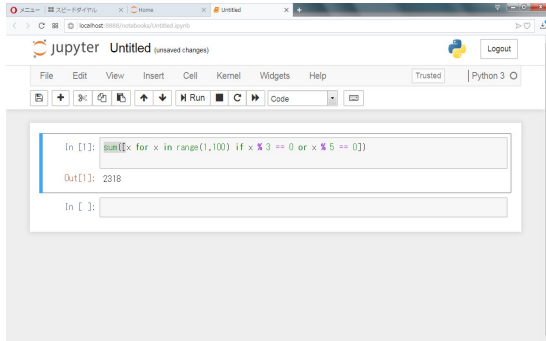 メニュー スピードダイヤル Home Untitled
localhost:8888/notebooks/Untitled.ipynb
jupyter Untitled (unsaved changes) Logout
File Edit View Insert Cell Kernel Widgets Help Trusted Python 3
Run Code
In [1]: sum([x for x in range(1,100) if x % 3 == 0 or x % 5 == 0])
Out[1]: 2318
In [ ]: